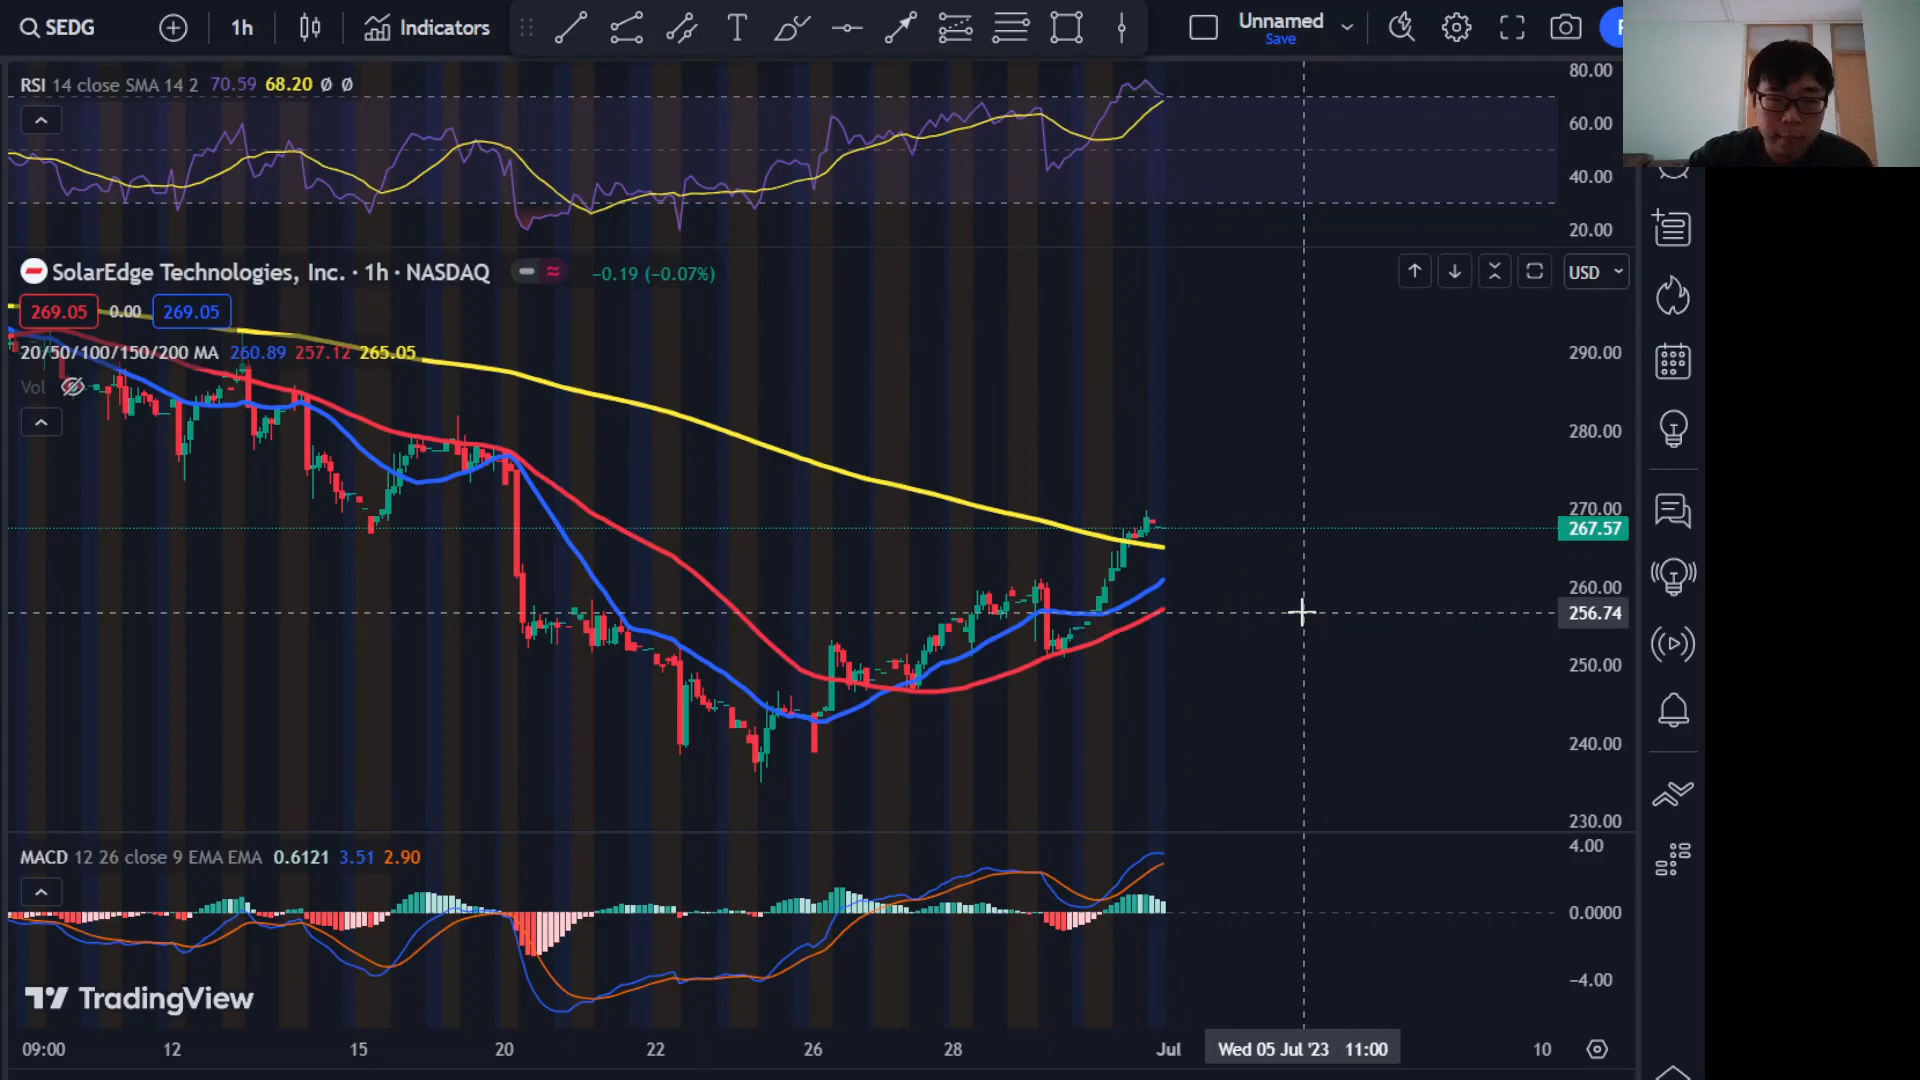 SEDG 1h Indicators Unnamed
Save
RSI 14 close SMA 14 2 70.59 68.20 Ø Ø
80.00
60.00
40.00
20.00
SolarEdge Technologies, Inc. · 1h · NASDAQ −0.19 (−0.07%)
USD
269.05 0.00 269.05
20/50/100/150/200 MA 260.89 257.12 265.05
Vol
290.00
280.00
270.00
267.57
260.00
256.74
250.00
240.00
230.00
MACD 12 26 close 9 EMA EMA 0.6121 3.51 2.90
4.00
0.0000
−4.00
TradingView
09:00 12 15 20 22 26 28 Jul Wed 05 Jul '23 11:00 10